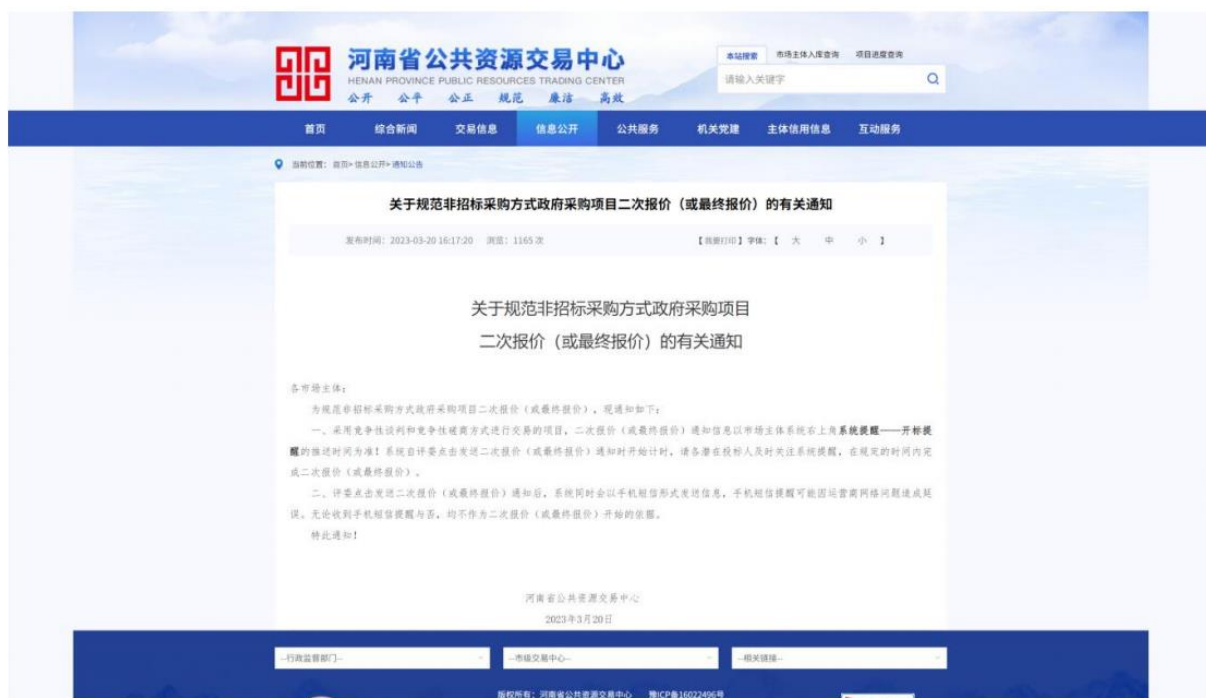 河南省公共资源交易中心
HENAN PROVINCE PUBLIC RESOURCES TRADING CENTER
公开 公平 公正 规范 廉洁 高效
本站搜索 市场主体入库查询 项目进度查询
请输入关键字
首页 综合新闻 交易信息 信息公开 公共服务 机关党建 主体信用信息 互动服务
当前位置：首页>信息公开>通知公告
关于规范非招标采购方式政府采购项目二次报价（或最终报价）的有关通知
发布时间：2023-03-20 16:17:20 浏览：1165 次 【我要打印】字体：【 大 中 小 】
关于规范非招标采购方式政府采购项目
二次报价（或最终报价）的有关通知
各市场主体：
为规范非招标采购方式政府采购项目二次报价（或最终报价），现通知如下：
一、采用竞争性谈判和竞争性磋商方式进行交易的项目，二次报价（或最终报价）通知信息以市场主体系统右上角系统提醒——开标提
醒的推送时间为准！系统自评委点击发送二次报价（或最终报价）通知时开始计时，请各潜在投标人及时关注系统提醒，在规定的时间内完
成二次报价（或最终报价）。
二、评委点击发送二次报价（或最终报价）通知后，系统同时会以手机短信形式发送信息，手机短信提醒可能因运营商网络问题造成延
误。无论收到手机短信提醒与否，均不作为二次报价（或最终报价）开始的依据。
特此通知！
河南省公共资源交易中心
2023年3月20日
--行政监督部门-- --市级交易中心-- --相关链接--
版权所有：河南省公共资源交易中心 豫ICP备16022496号